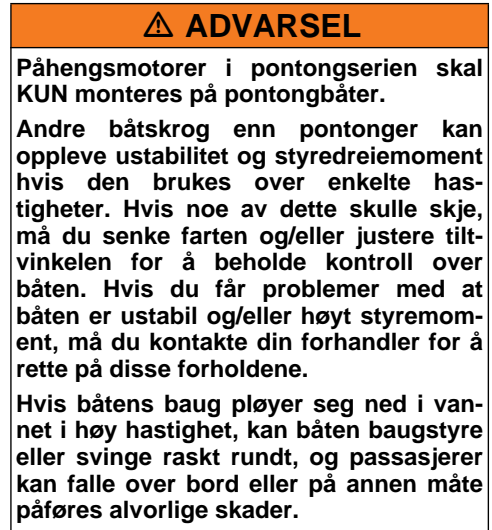 ⚠ ADVARSEL
Påhengsmotorer i pontongserien skal
KUN monteres på pontongbåter.
Andre båtskrog enn pontonger kan
oppleve ustabilitet og styredreiemoment
hvis den brukes over enkelte has-
tigheter. Hvis noe av dette skulle skje,
må du senke farten og/eller justere tilt-
vinkelen for å beholde kontroll over
båten. Hvis du får problemer med at
båten er ustabil og/eller høyt styremom-
ent, må du kontakte din forhandler for å
rette på disse forholdene.
Hvis båtens baug pløyer seg ned i van-
net i høy hastighet, kan båten baugstyre
eller svinge raskt rundt, og passasjerer
kan falle over bord eller på annen måte
påføres alvorlige skader.